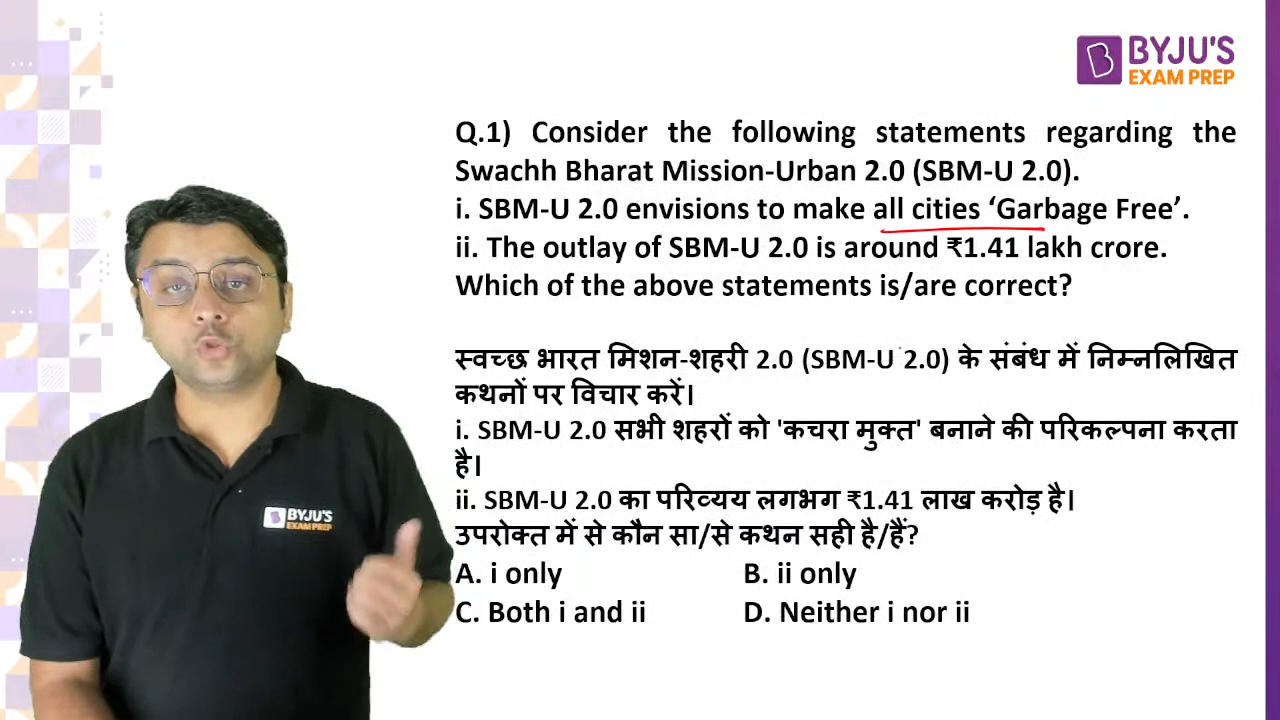 BYJU'S
EXAM PREP
Q.1) Consider the following statements regarding the
Swachh Bharat Mission-Urban 2.0 (SBM-U 2.0).
i. SBM-U 2.0 envisions to make all cities ‘Garbage Free’.
ii. The outlay of SBM-U 2.0 is around ₹1.41 lakh crore.
Which of the above statements is/are correct?
स्वच्छ भारत मिशन-शहरी 2.0 (SBM-U 2.0) के संबंध में निम्नलिखित
कथनों पर विचार करें।
i. SBM-U 2.0 सभी शहरों को 'कचरा मुक्त' बनाने की परिकल्पना करता
है।
ii. SBM-U 2.0 का परिव्यय लगभग ₹1.41 लाख करोड़ है।
उपरोक्त में से कौन सा/से कथन सही है/हैं?
A. i only B. ii only
C. Both i and ii D. Neither i nor ii
BYJU'S
EXAM PREP